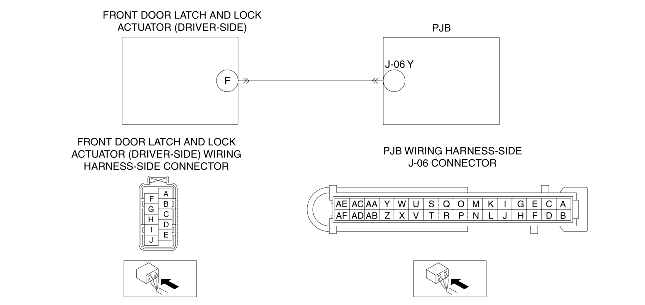 FRONT DOOR LATCH AND LOCK
ACTUATOR (DRIVER-SIDE)
PJB
F
J-06 Y
FRONT DOOR LATCH AND LOCK
ACTUATOR (DRIVER-SIDE) WIRING
HARNESS-SIDE CONNECTOR
PJB WIRING HARNESS-SIDE
J-06 CONNECTOR
A
F
B
G
C
H
D
I
E
J
AE AC AA Y W U S Q O M K I G E C A
AF AD AB Z X V T R P N L J H F D B